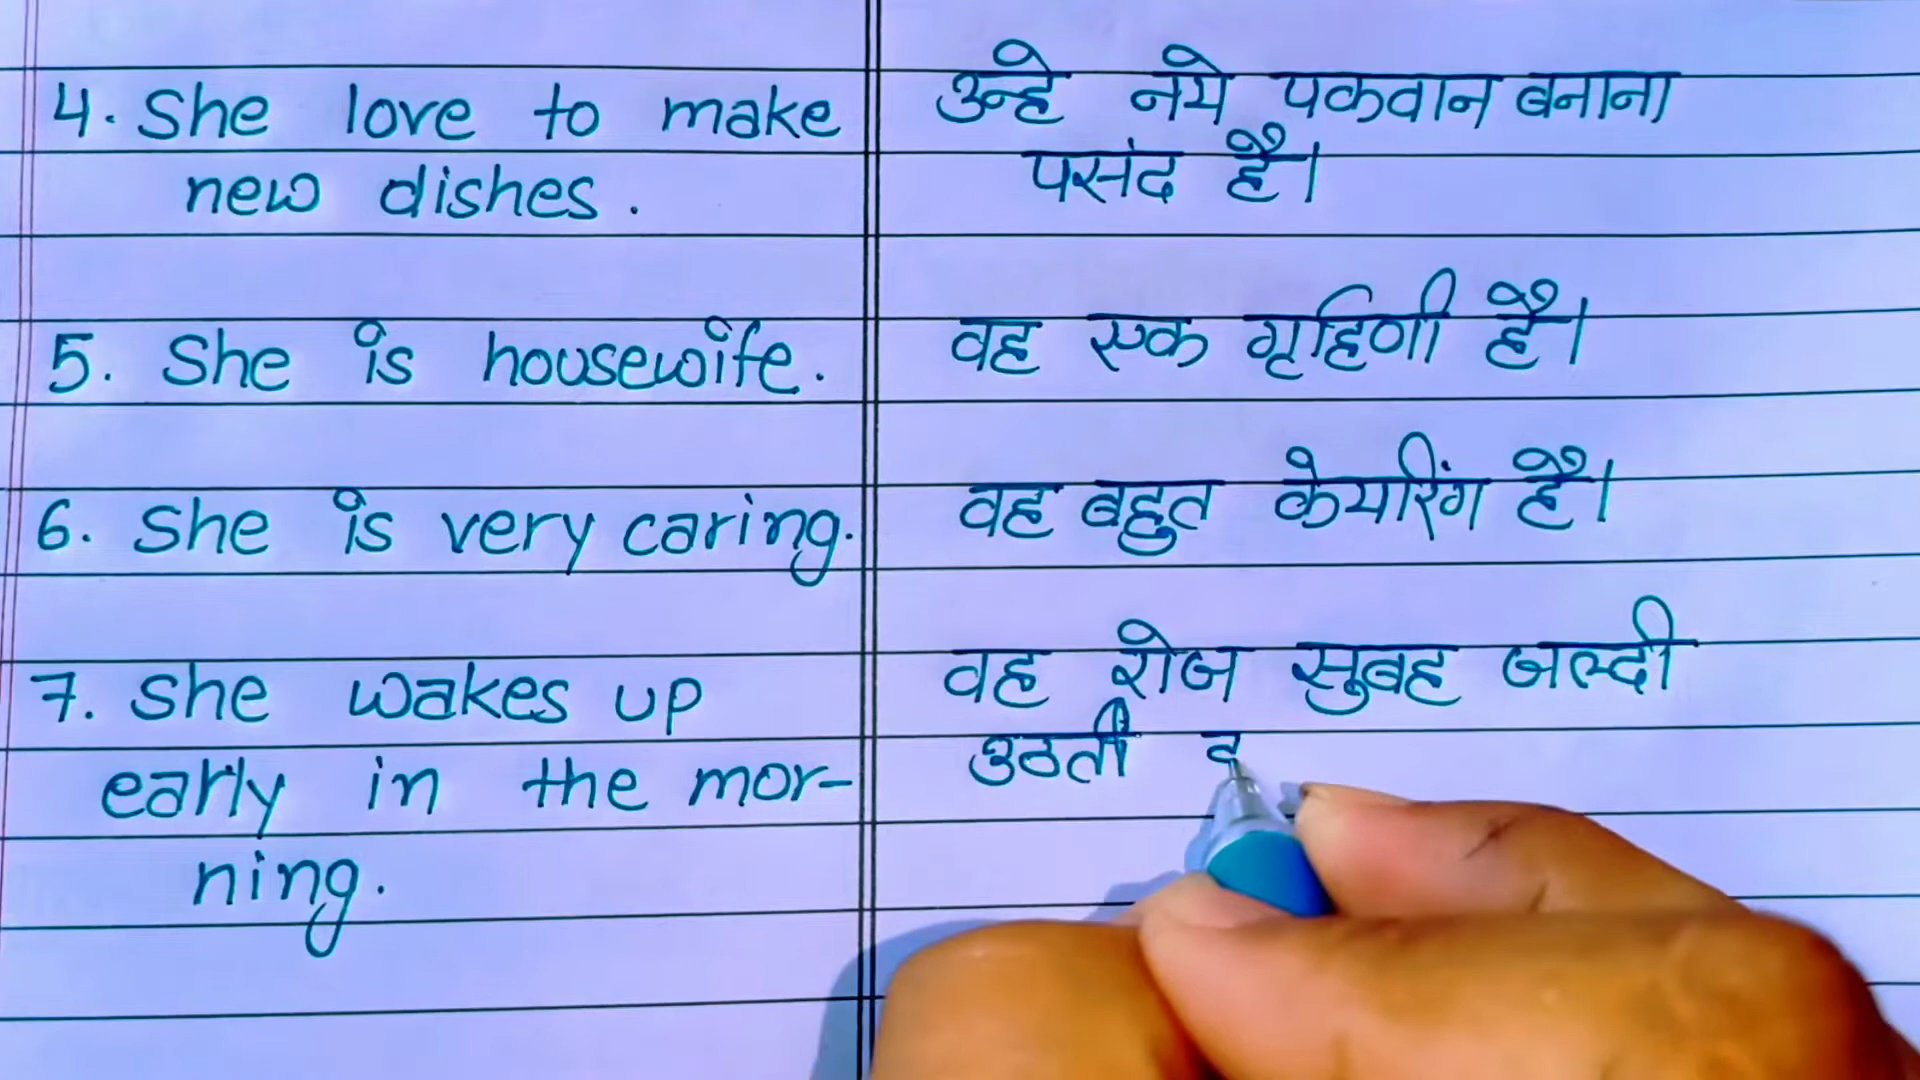 4. She love to make
new dishes.
उन्हे नये पकवान बनाना
पसंद है।
5. She is housewife.
वह एक गृहिणी है।
6. She is very caring.
वह बहुत केयरिंग है।
7. She wakes up
early in the mor-
ning.
वह रोज सुबह जल्दी
उठती